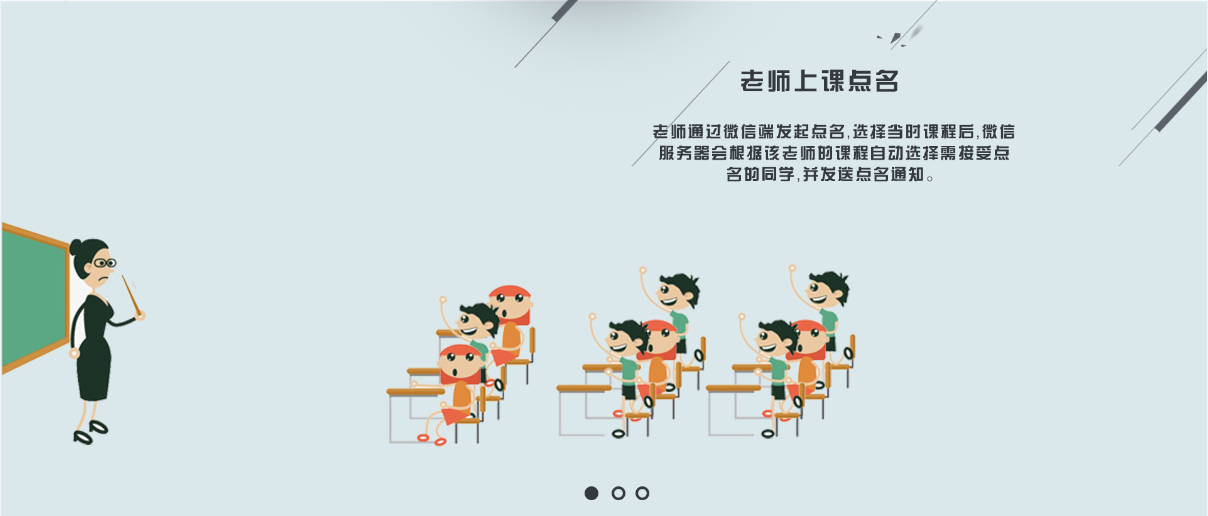 老师上课点名
老师通过微信端发起点名,选择当时课程后,微信
服务器会根据该老师的课程自动选择需接受点
名的同学,并发送点名通知。